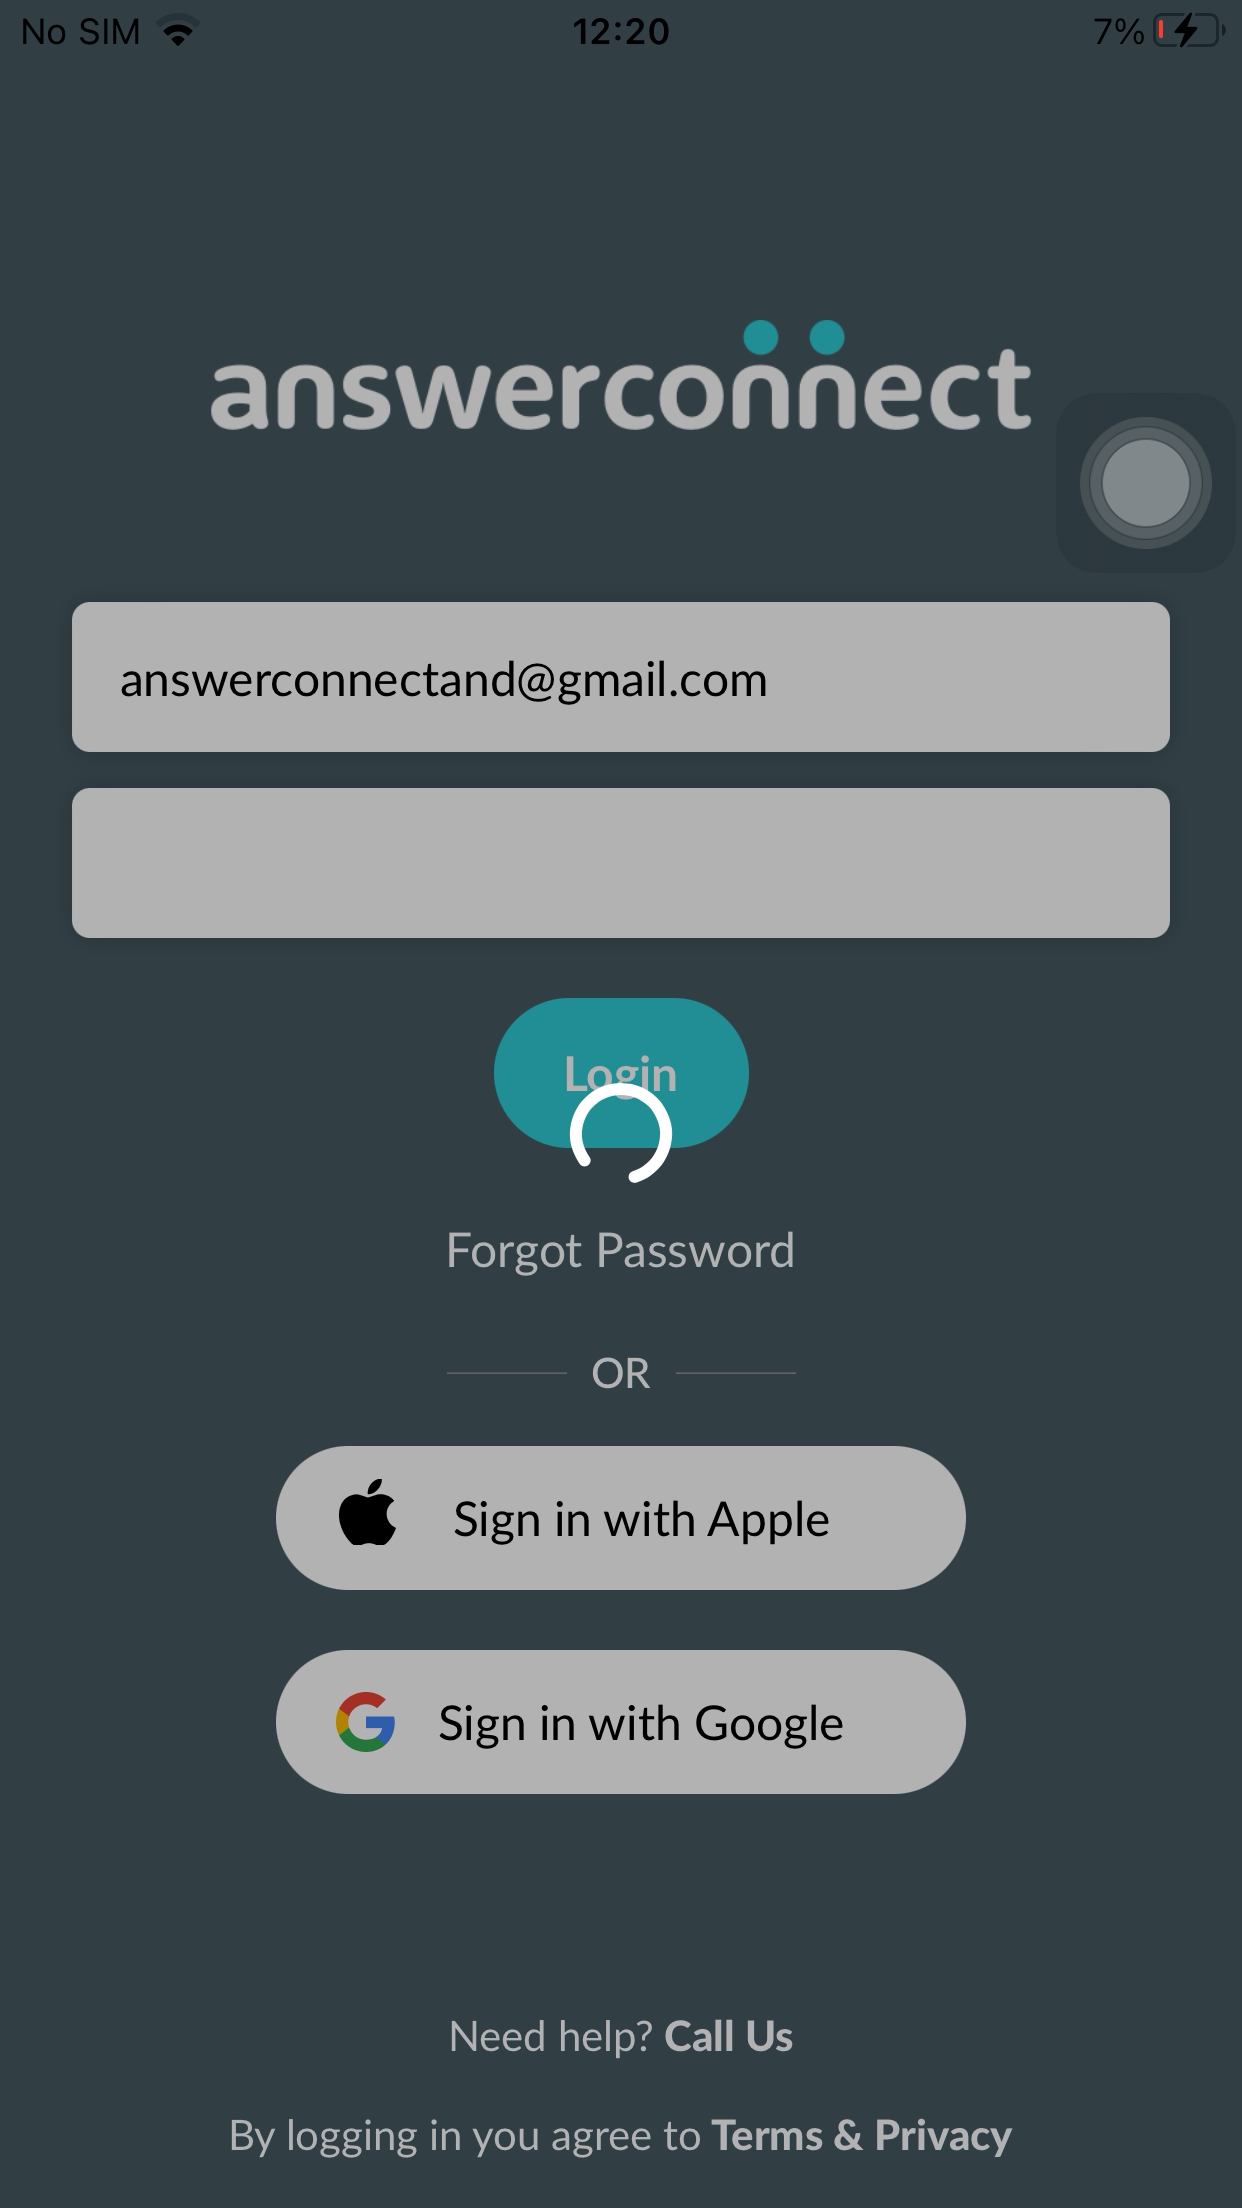 No SIM
12:20
7%
answerconnect
answerconnectand@gmail.com
Login
Forgot Password
OR
Sign in with Apple
Sign in with Google
Need help? Call Us
By logging in you agree to Terms & Privacy